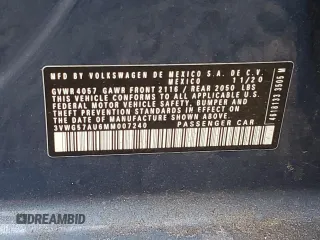 MFD. BY VOLKSWAGEN DE MEXICO S.A. DE C.V.
MEXICO 11/20
GVWR 4057 GAWR FRONT 2116 / REAR 2050 LBS
THIS VEHICLE CONFORMS TO ALL APPLICABLE
FEDERAL MOTOR VEHICLE SAFETY, BUMPER,
AND THEFT PREVENTION STANDARDS
IN EFFECT ON THE DATE OF
MANUFACTURE SHOWN ABOVE.
3VWG57AU6MM007240
PASSENGER CAR
DREAMBID